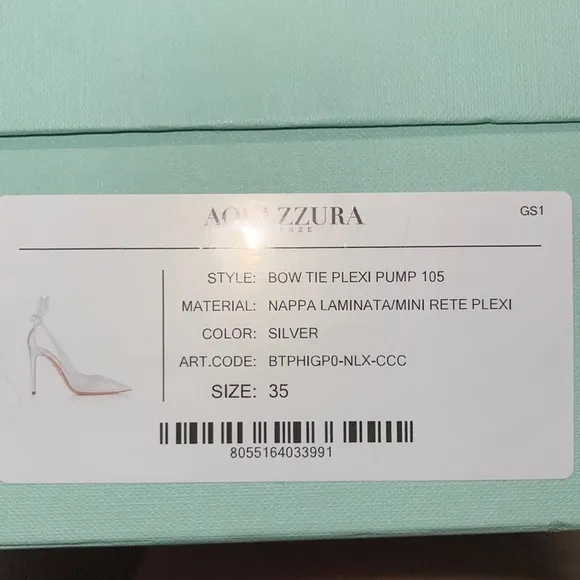 AQUAZZURA
GS1
STYLE: BOW TIE PLEXI PUMP 105
MATERIAL: NAPPA LAMINATA/MINI RETE PLEXI
COLOR: SILVER
ART.CODE: BTPHIGP0-NLX-CCC
SIZE: 35
8055164033991